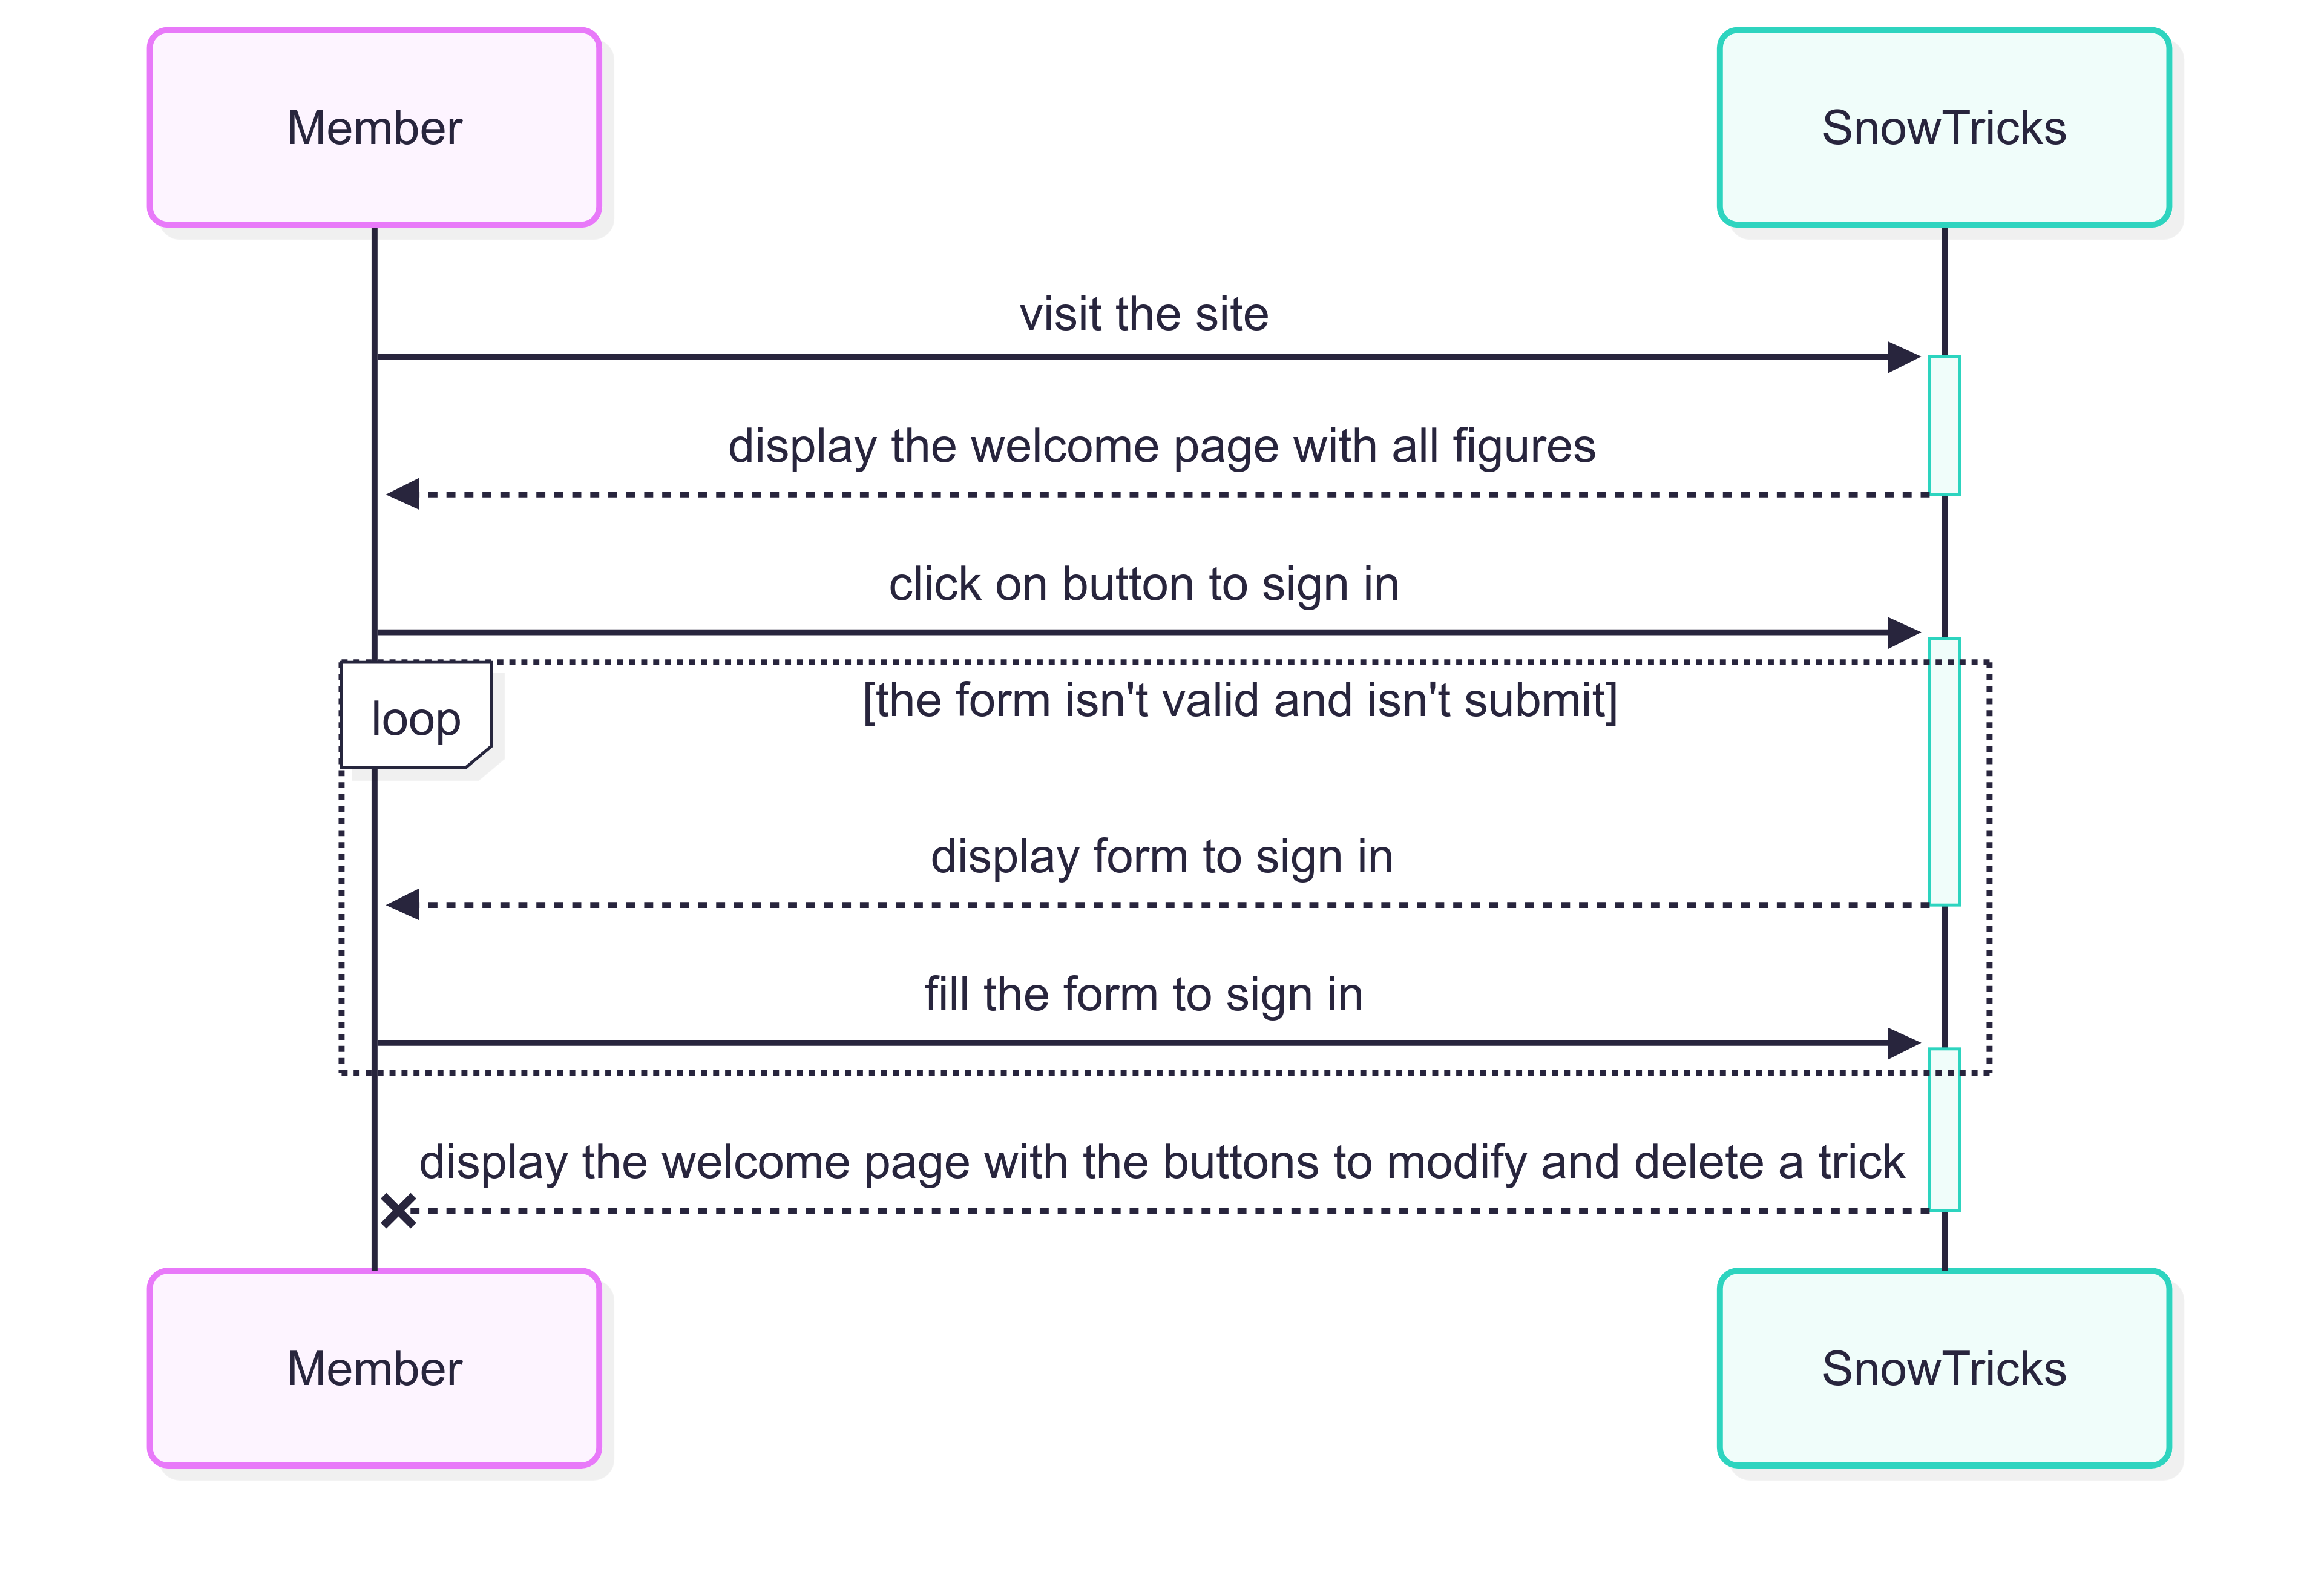 Member
SnowTricks
visit the site
display the welcome page with all figures
click on button to sign in
loop
[the form isn't valid and isn't submit]
display form to sign in
fill the form to sign in
display the welcome page with the buttons to modify and delete a trick
Member
SnowTricks